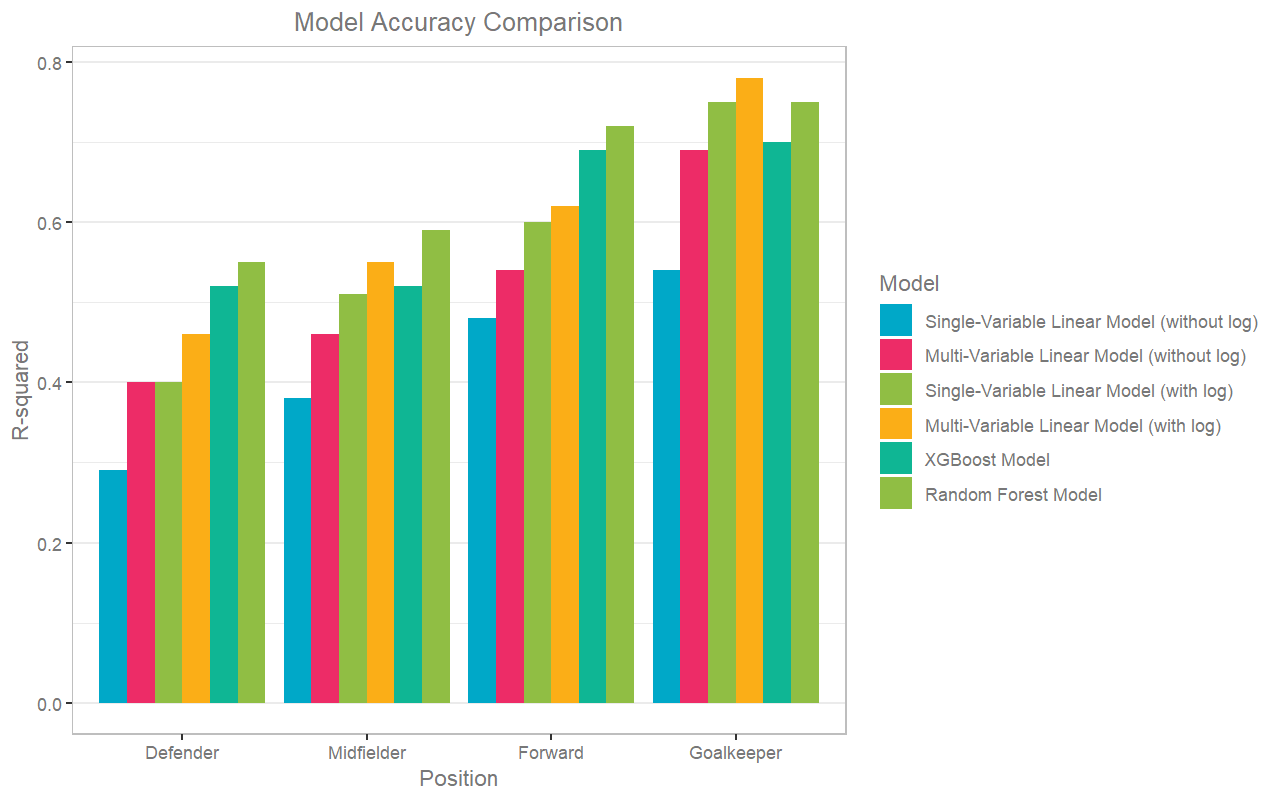 Model Accuracy Comparison
0.8
0.6
0.4
0.2
0.0
R-squared
Defender
Midfielder
Forward
Goalkeeper
Position
Model
Single-Variable Linear Model (without log)
Multi-Variable Linear Model (without log)
Single-Variable Linear Model (with log)
Multi-Variable Linear Model (with log)
XGBoost Model
Random Forest Model